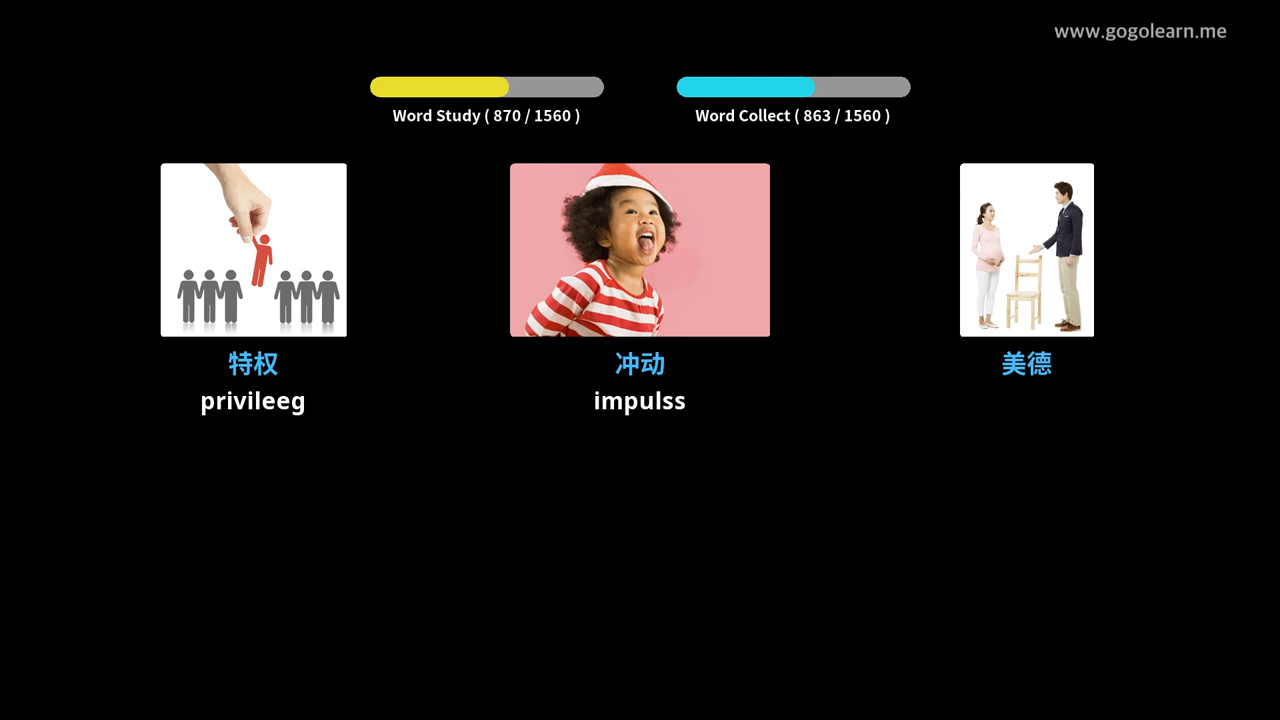 www.gogolearn.me
Word Study ( 870 / 1560 )
Word Collect ( 863 / 1560 )
特权
privileeg
冲动
impulss
美德